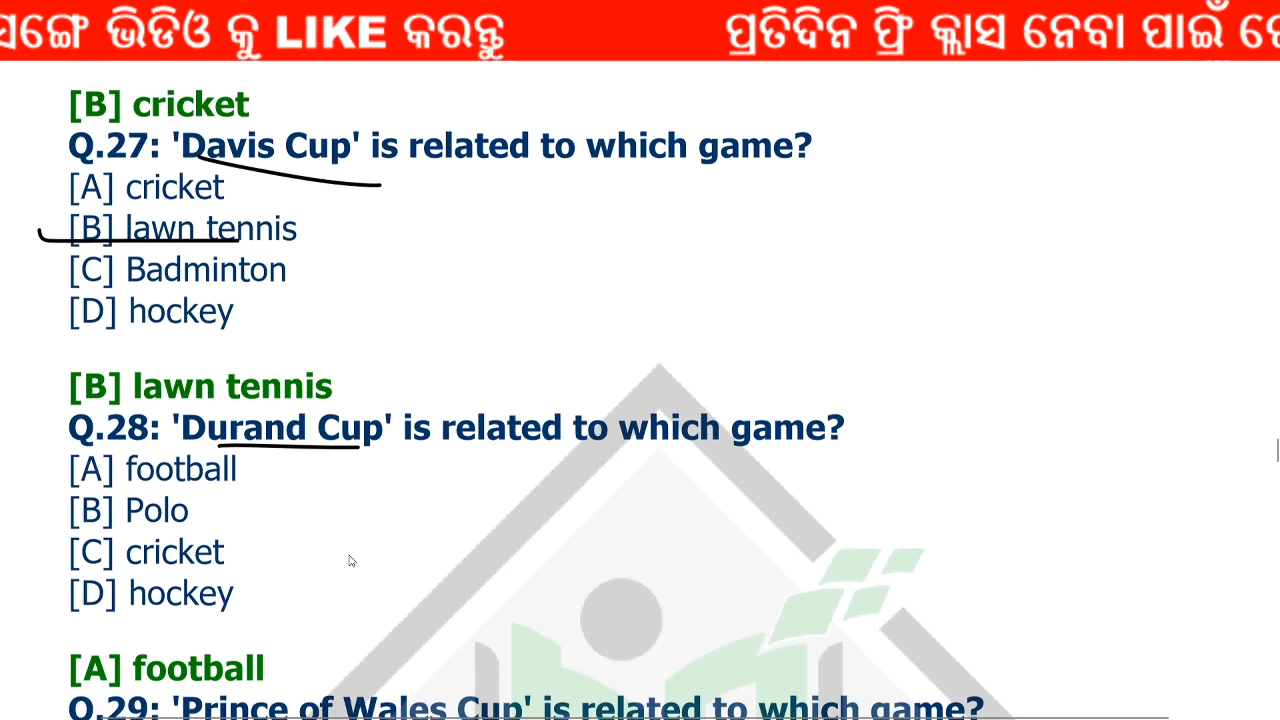 ସଙ୍ଗେ ଭିଡିଓ କୁ LIKE କରନ୍ତୁ ପ୍ରତିଦିନ ଫ୍ରି କ୍ଲାସ ନେବା ପାଇଁ
[B] cricket
Q.27: 'Davis Cup' is related to which game?
[A] cricket
[B] lawn tennis
[C] Badminton
[D] hockey
[B] lawn tennis
Q.28: 'Durand Cup' is related to which game?
[A] football
[B] Polo
[C] cricket
[D] hockey
[A] football
Q.29: 'Prince of Wales Cup' is related to which game?